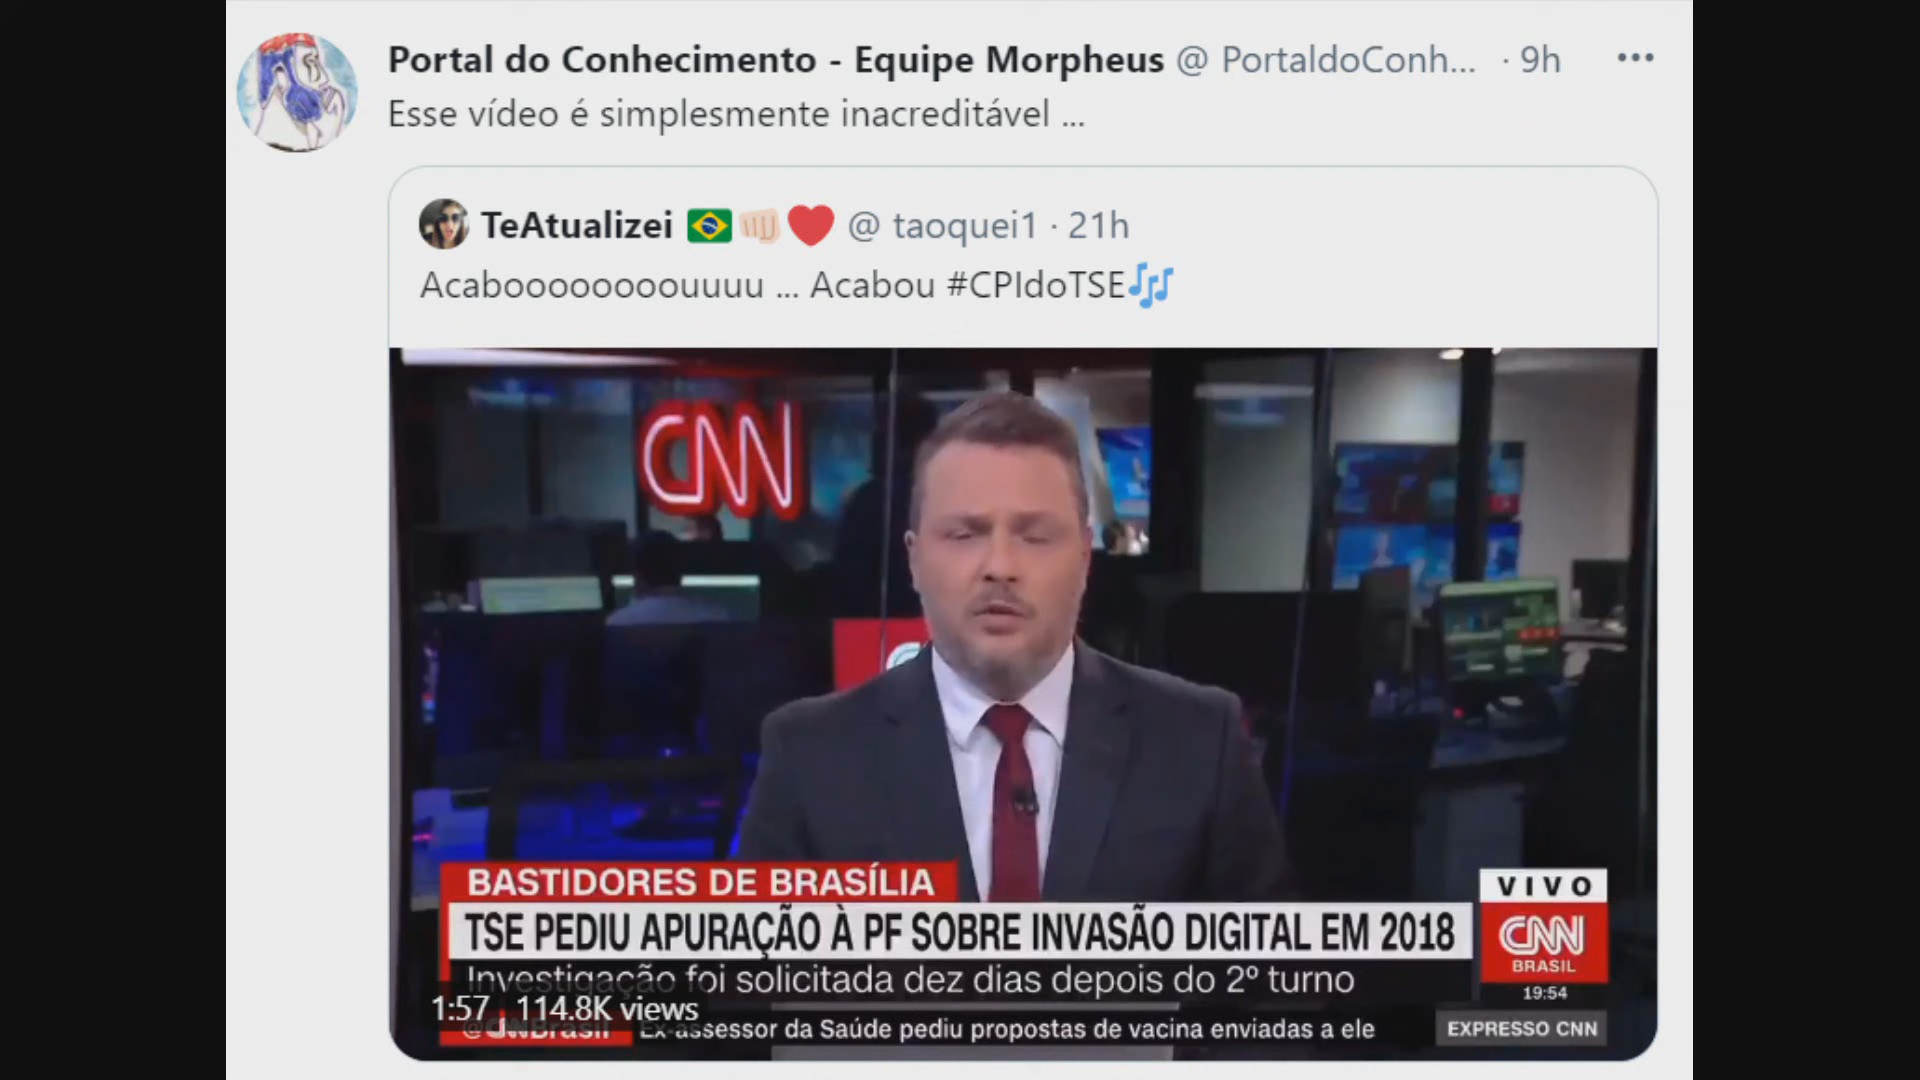 Portal do Conhecimento - Equipe Morpheus @ PortaldoConh... · 9h
Esse vídeo é simplesmente inacreditável ...
TeAtualizei @ taoquei1 · 21h
Acaboooooooouuuu ... Acabou #CPIdoTSE
CNN
BASTIDORES DE BRASÍLIA
TSE PEDIU APURAÇÃO À PF SOBRE INVASÃO DIGITAL EM 2018
Investigação foi solicitada dez dias depois do 2º turno
1:57 114.8K views
@CNNBrasil Ex-assessor da Saúde pediu propostas de vacina enviadas a ele
VIVO
CNN
BRASIL
19:54
EXPRESSO CNN